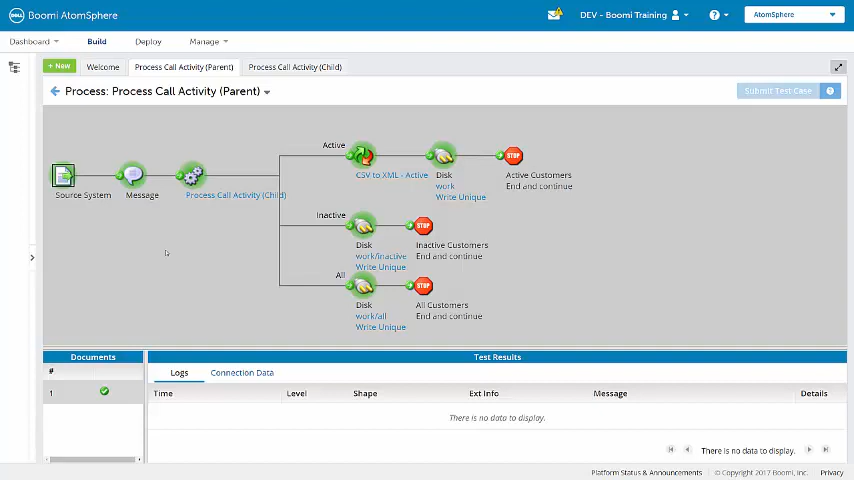 DELL Boomi AtomSphere
DEV - Boomi Training
?
AtomSphere
Dashboard
Build
Deploy
Manage
+ New
Welcome
Process Call Activity (Parent)
Process Call Activity (Child)
Process: Process Call Activity (Parent)
Submit Test Case
?
Source System
Message
Process Call Activity (Child)
Active
CSV to XML - Active
Disk
work
Write Unique
STOP
Active Customers
End and continue
Inactive
Disk
work/inactive
Write Unique
STOP
Inactive Customers
End and continue
All
Disk
work/all
Write Unique
STOP
All Customers
End and continue
Documents
#
1
Test Results
Logs
Connection Data
Time
Level
Shape
Ext Info
Message
Details
There is no data to display.
There is no data to display.
Platform Status & Announcements
© Copyright 2017 Boomi, Inc.
Privacy